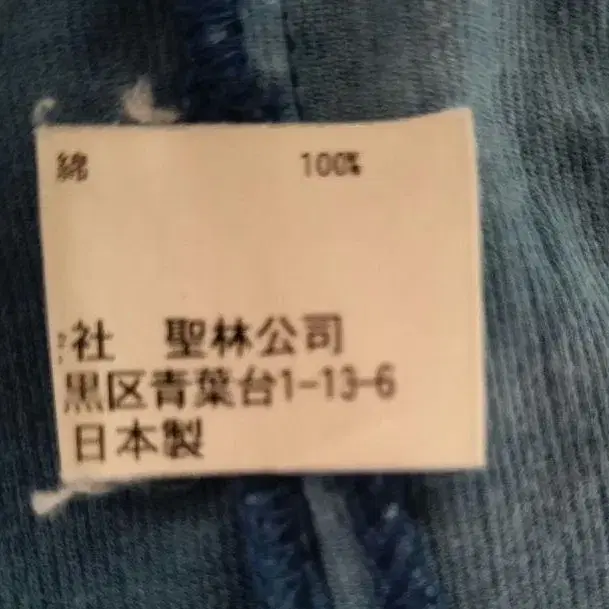 綿 100%
社 聖林公司
黒区青葉台1-13-6
日本製